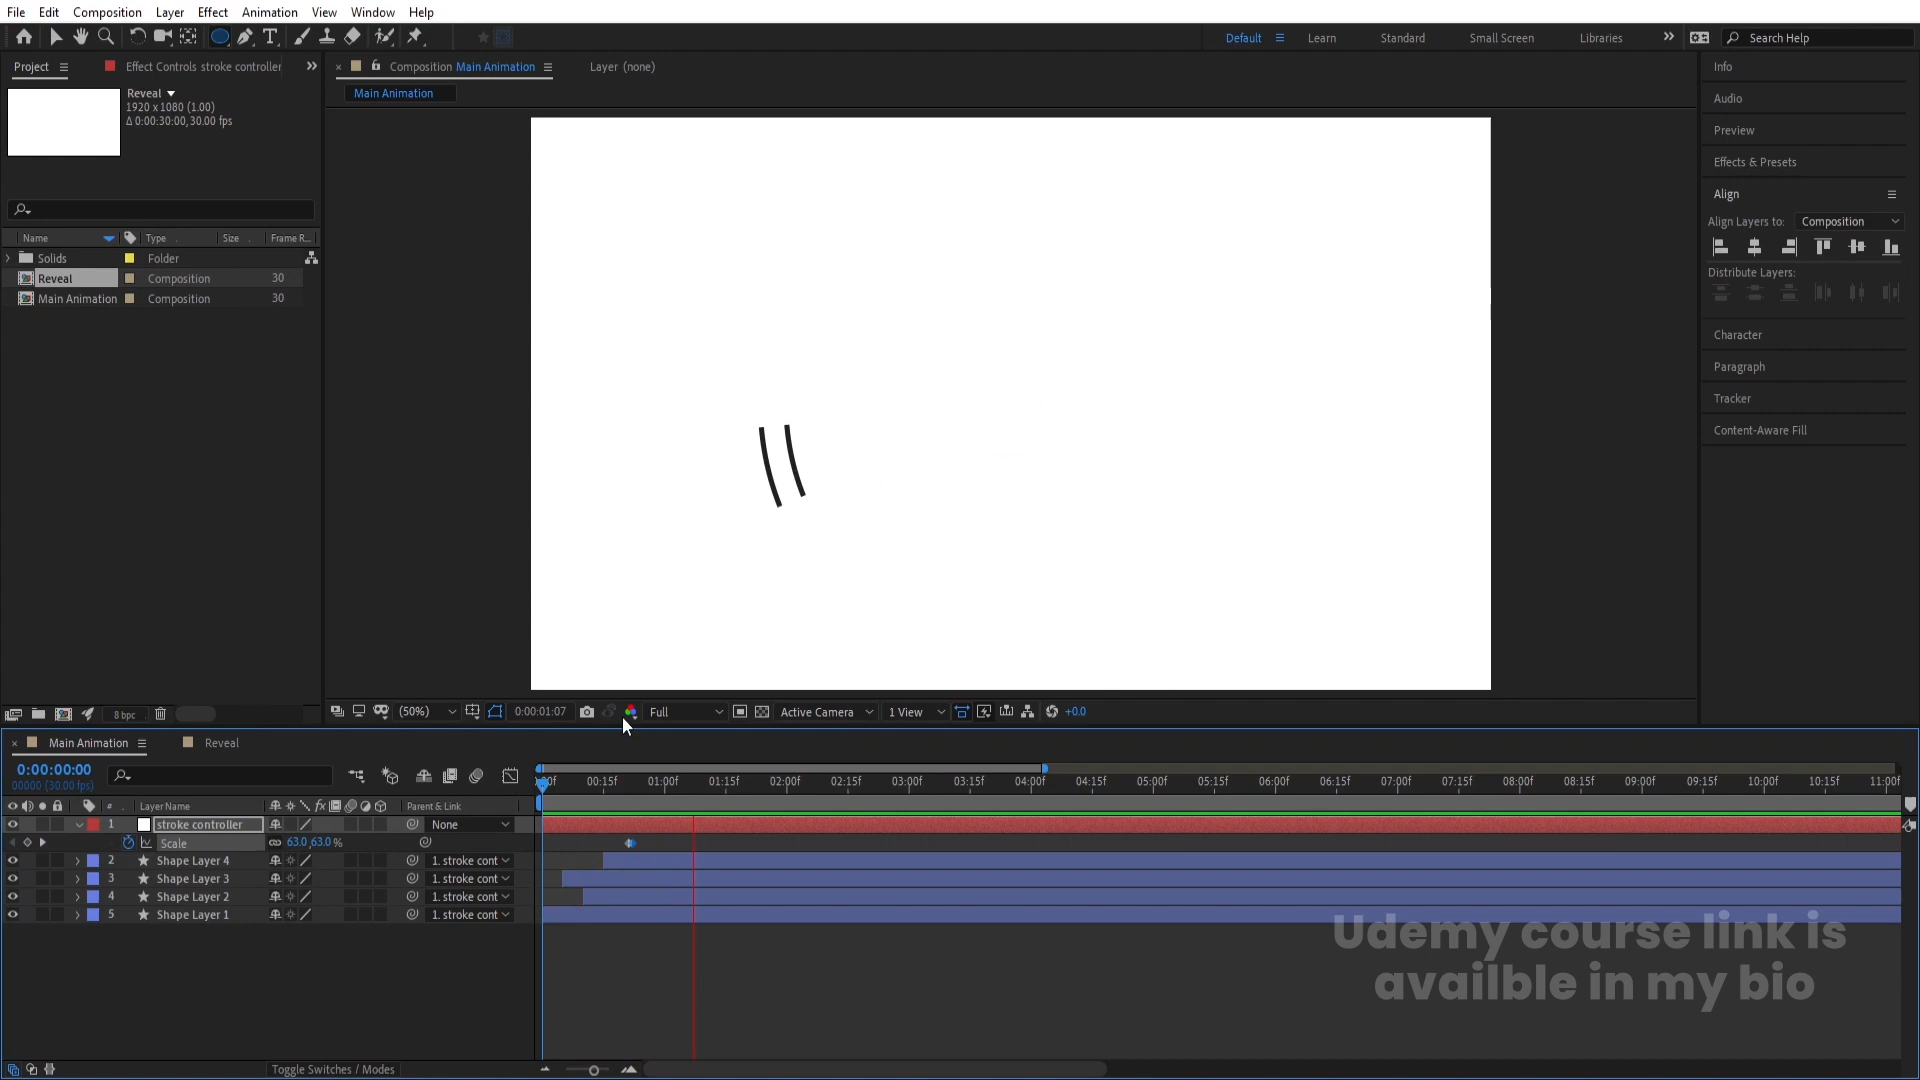 File Edit Composition Layer Effect Animation View Window Help
Default Learn Standard Small Screen Libraries Search Help
Project Effect Controls stroke controller
Composition Main Animation Layer (none)
Main Animation
Reveal
1920 x 1080 (1.00)
Δ 0:00:30:00, 30.00 fps
Name Type Size Frame R...
Solids Folder
Reveal Composition 30
Main Animation Composition 30
8 bpc
Info
Audio
Preview
Effects & Presets
Align
Align Layers to: Composition
Distribute Layers:
Character
Paragraph
Tracker
Content-Aware Fill
(50%) 0:00:01:07 Full Active Camera 1 View +0.0
Main Animation Reveal
0:00:00:00
00000 (30.00 fps)
:00f 00:15f 01:00f 01:15f 02:00f 02:15f 03:00f 03:15f 04:00f 04:15f 05:00f 05:15f 06:00f 06:15f 07:00f 07:15f 08:00f 08:15f 09:00f 09:15f 10:00f 10:15f 11:00f
# Layer Name fx Parent & Link
1 stroke controller None
Scale 63.0,63.0 %
2 Shape Layer 4 1. stroke cont
3 Shape Layer 3 1. stroke cont
4 Shape Layer 2 1. stroke cont
5 Shape Layer 1 1. stroke cont
Udemy course link is
availble in my bio
Toggle Switches / Modes